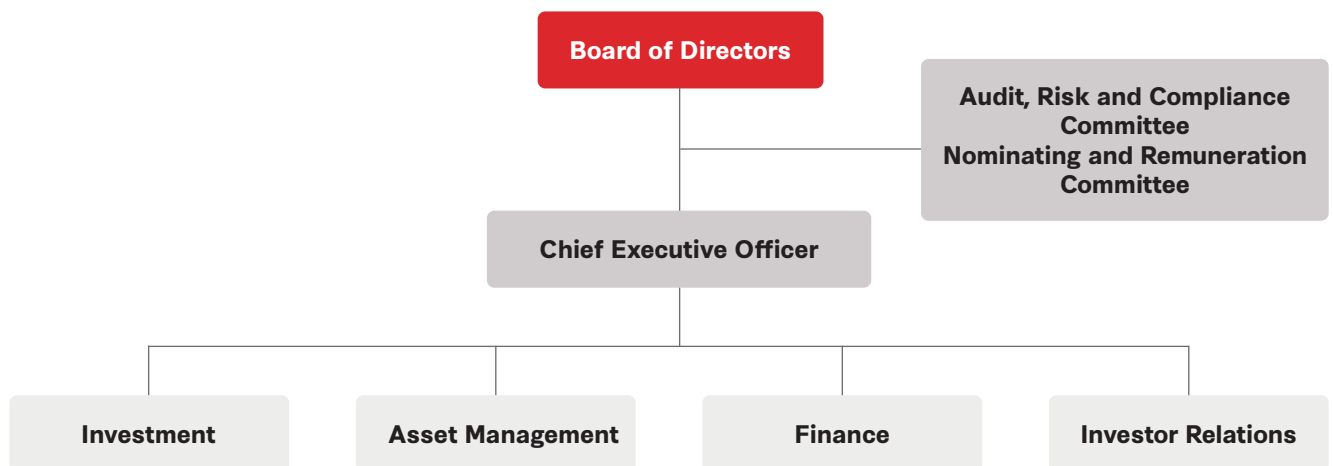 Board of Directors
Audit, Risk and Compliance
Committee
Nominating and Remuneration
Committee
Chief Executive Officer
Investment
Asset Management
Finance
Investor Relations